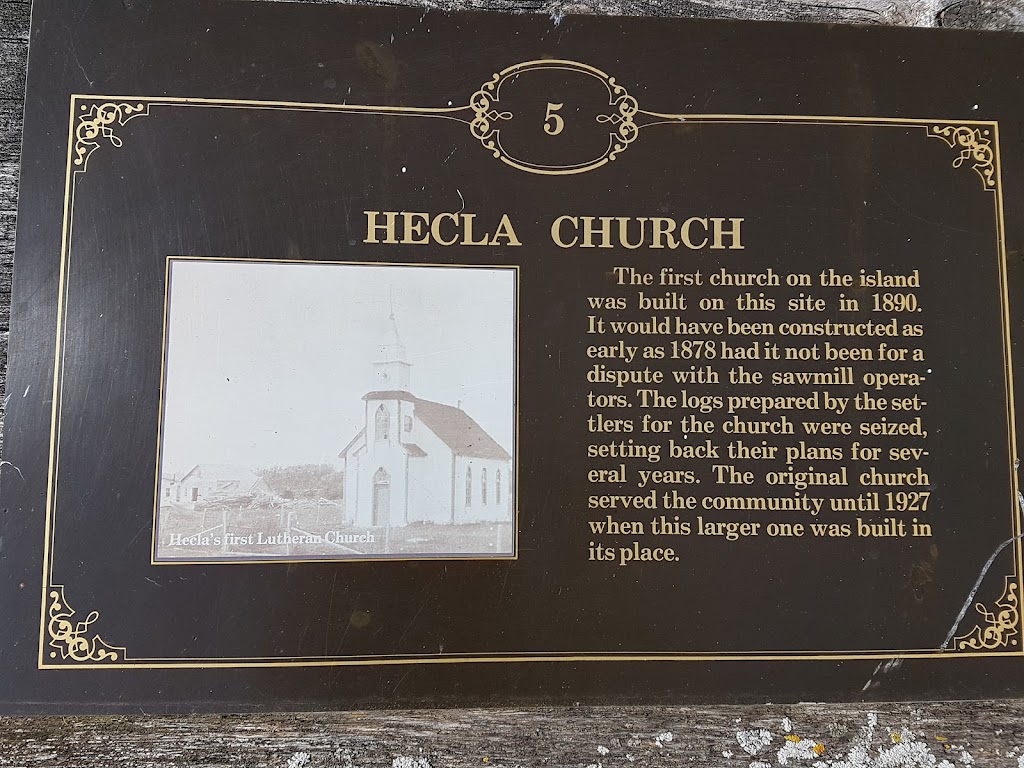 5
HECLA CHURCH
The first church on the island
was built on this site in 1890.
It would have been constructed as
early as 1878 had it not been for a
dispute with the sawmill opera-
tors. The logs prepared by the set-
tlers for the church were seized,
setting back their plans for sev-
eral years. The original church
served the community until 1927
when this larger one was built in
its place.
Hecla's first Lutheran Church